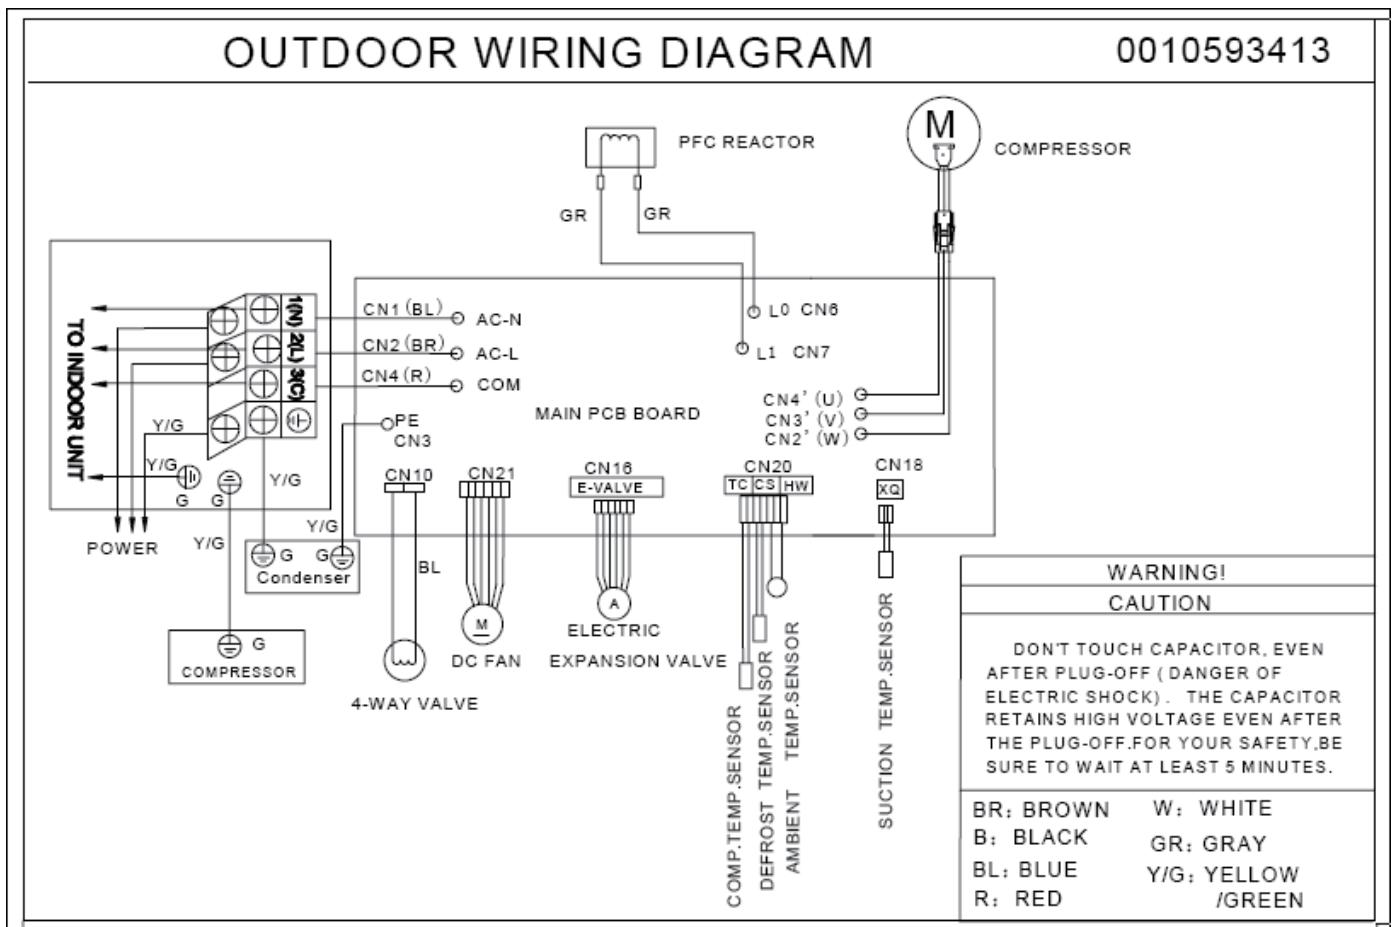 OUTDOOR WIRING DIAGRAM
0010593413
PFC REACTOR
M
COMPRESSOR
GR
GR
1(N)
2(L)
3(C)
TO INDOOR UNIT
CN1(BL)
AC-N
CN2(BR)
AC-L
CN4(R)
COM
L0 CN6
L1 CN7
MAIN PCB BOARD
CN4'(U)
CN3'(V)
CN2'(W)
PE
CN3
Y/G
Y/G
G
G
Y/G
POWER
Y/G
Y/G
CN10
CN21
CN16
E-VALVE
CN20
TC
CS
HW
CN18
XQ
G
G
Condenser
BL
G
COMPRESSOR
M
DC FAN
4-WAY VALVE
A
ELECTRIC
EXPANSION VALVE
COMP.TEMP.SENSOR
DEFROST TEMP.SENSOR
AMBIENT TEMP.SENSOR
SUCTION TEMP.SENSOR
WARNING!
CAUTION
DON'T TOUCH CAPACITOR, EVEN
AFTER PLUG-OFF ( DANGER OF
ELECTRIC SHOCK). THE CAPACITOR
RETAINS HIGH VOLTAGE EVEN AFTER
THE PLUG-OFF.FOR YOUR SAFETY,BE
SURE TO WAIT AT LEAST 5 MINUTES.
BR: BROWN
W: WHITE
B: BLACK
GR: GRAY
BL: BLUE
Y/G: YELLOW
/GREEN
R: RED